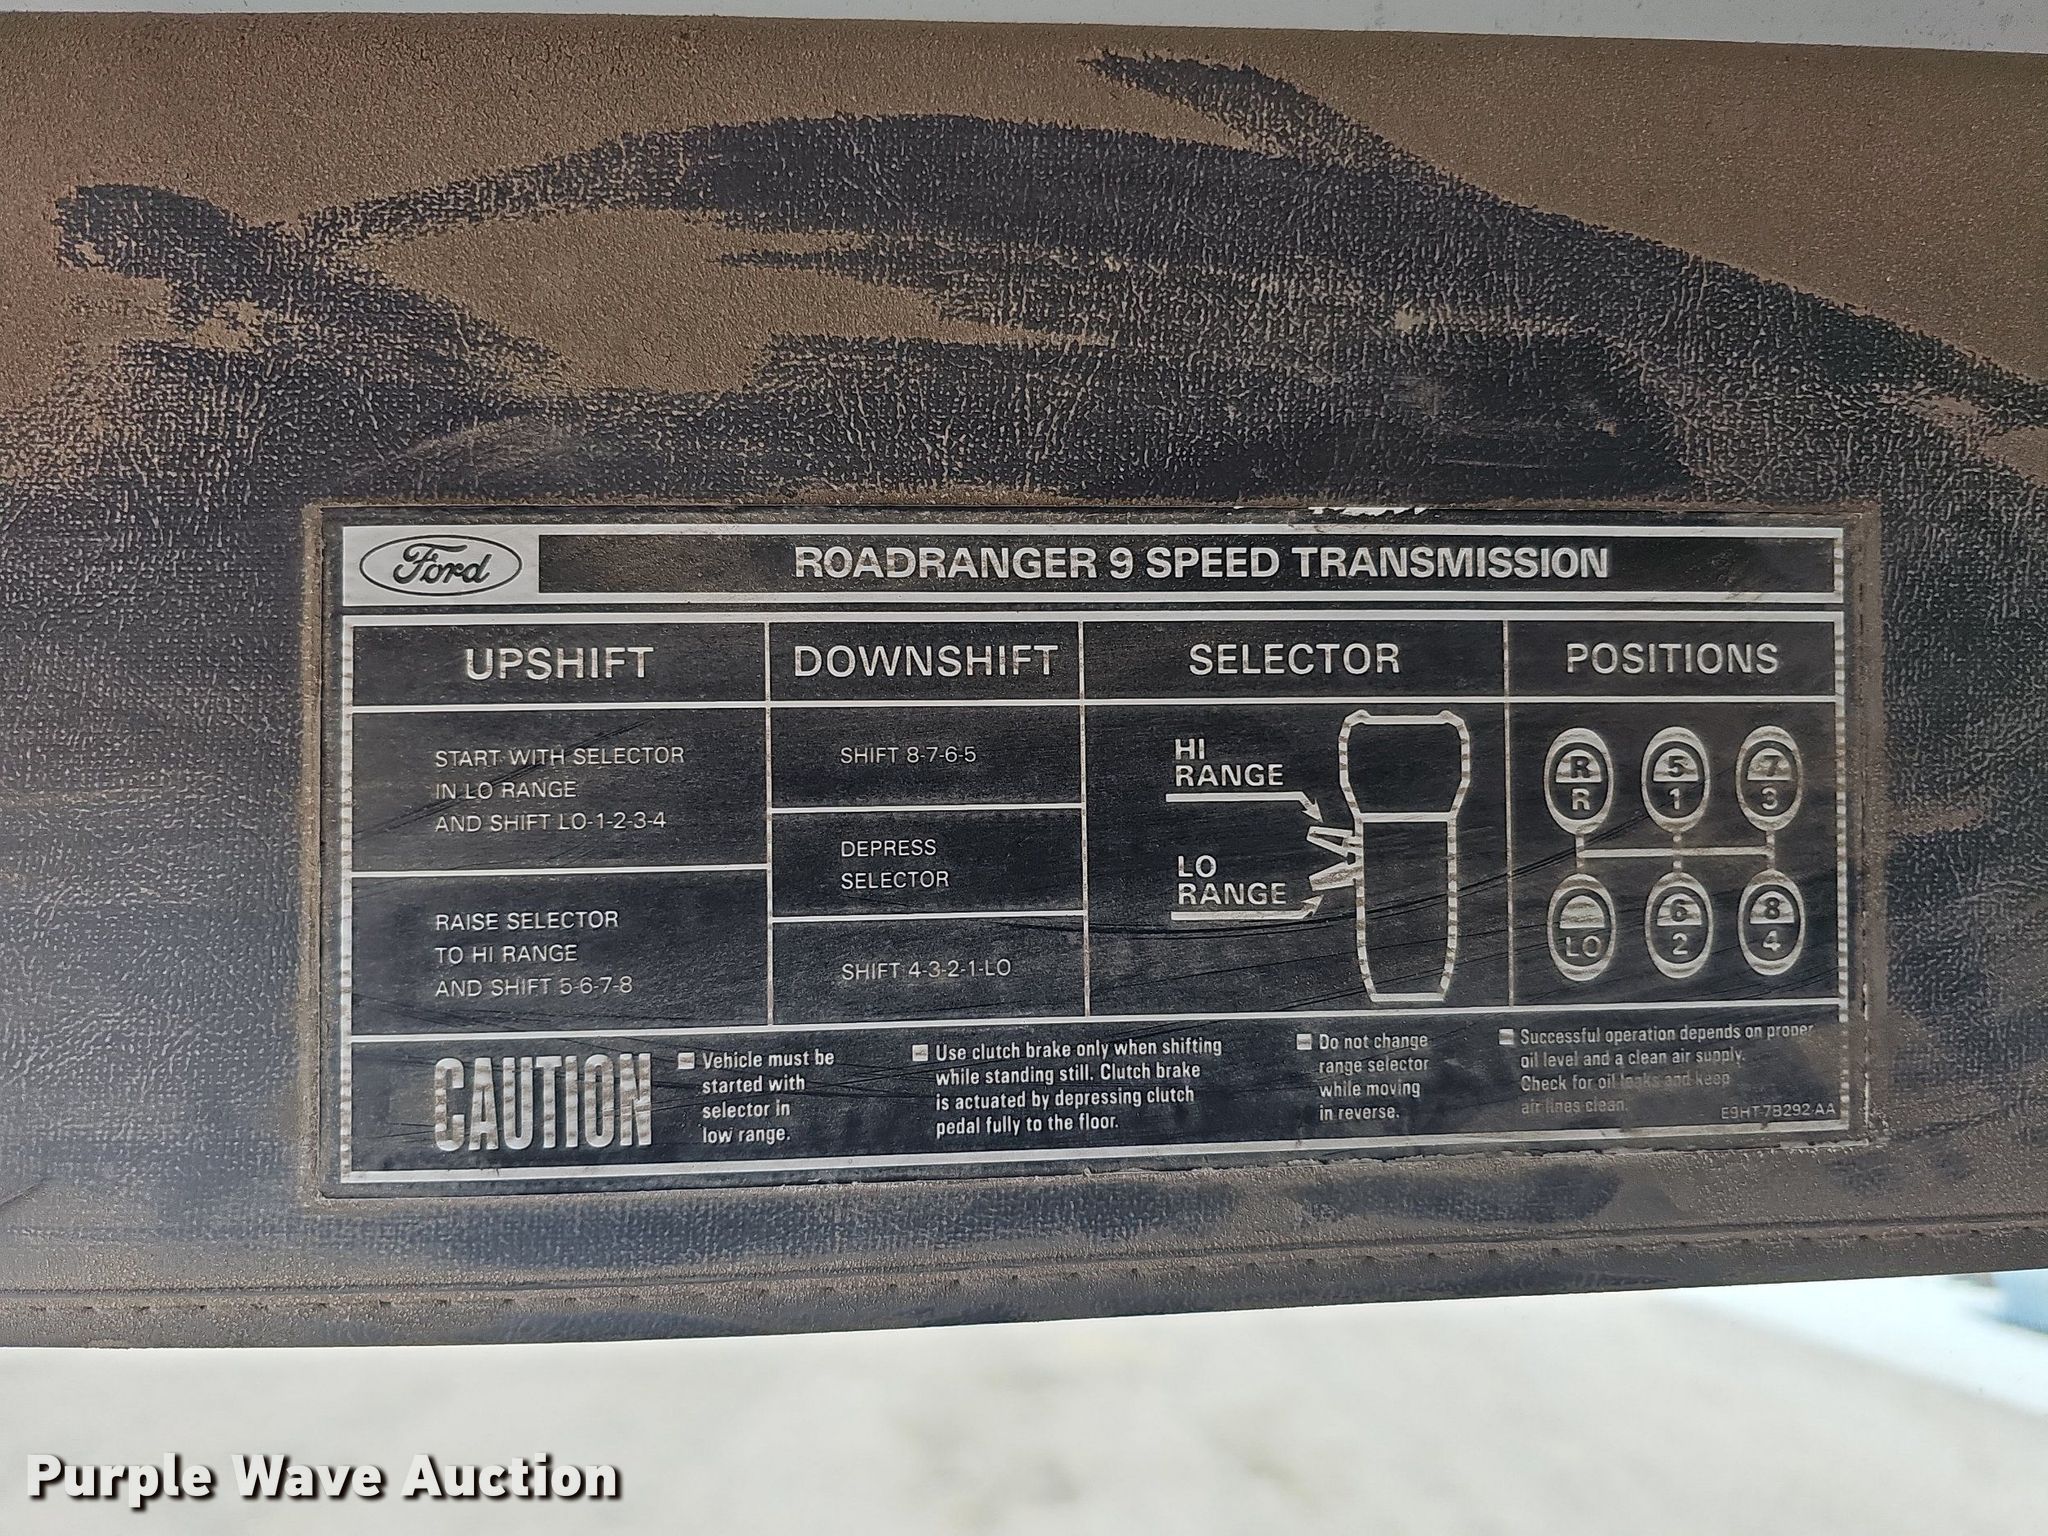 Ford
ROADRANGER 9 SPEED TRANSMISSION
UPSHIFT
START WITH SELECTOR
IN LO RANGE
AND SHIFT LO-1-2-3-4
RAISE SELECTOR
TO HI RANGE
AND SHIFT 5-6-7-8
DOWNSHIFT
SHIFT 8-7-6-5
DEPRESS
SELECTOR
SHIFT 4-3-2-1-LO
SELECTOR
HI
RANGE
LO
RANGE
POSITIONS
R 5 7
R 1 3
6 8
LO 2 4
CAUTION
Vehicle must be
started with
selector in
low range.
Use clutch brake only when shifting
while standing still. Clutch brake
is actuated by depressing clutch
pedal fully to the floor.
Do not change
range selector
while moving
in reverse.
Successful operation depends on proper
oil level and a clean air supply.
Check for oil leaks and keep
air lines clean.
E9HT-7B292-AA
Purple Wave Auction